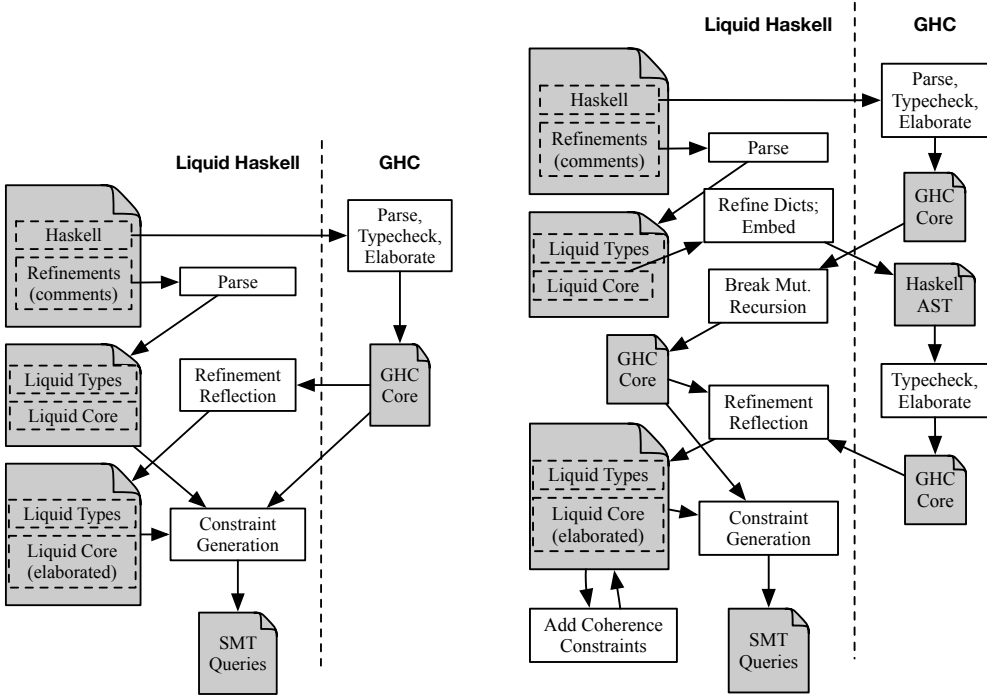 Liquid Haskell
GHC
Haskell
Refinements
(comments)
Parse
Parse,
Typecheck,
Elaborate
Liquid Types
Liquid Core
Refinement
Reflection
GHC
Core
Liquid Types
Liquid Core
(elaborated)
Constraint
Generation
SMT
Queries
Liquid Haskell
GHC
Haskell
Refinements
(comments)
Parse
Parse,
Typecheck,
Elaborate
GHC
Core
Liquid Types
Liquid Core
Refine Dicts;
Embed
Break Mut.
Recursion
Haskell
AST
GHC
Core
Typecheck,
Elaborate
Refinement
Reflection
GHC
Core
Liquid Types
Liquid Core
(elaborated)
Constraint
Generation
Add Coherence
Constraints
SMT
Queries